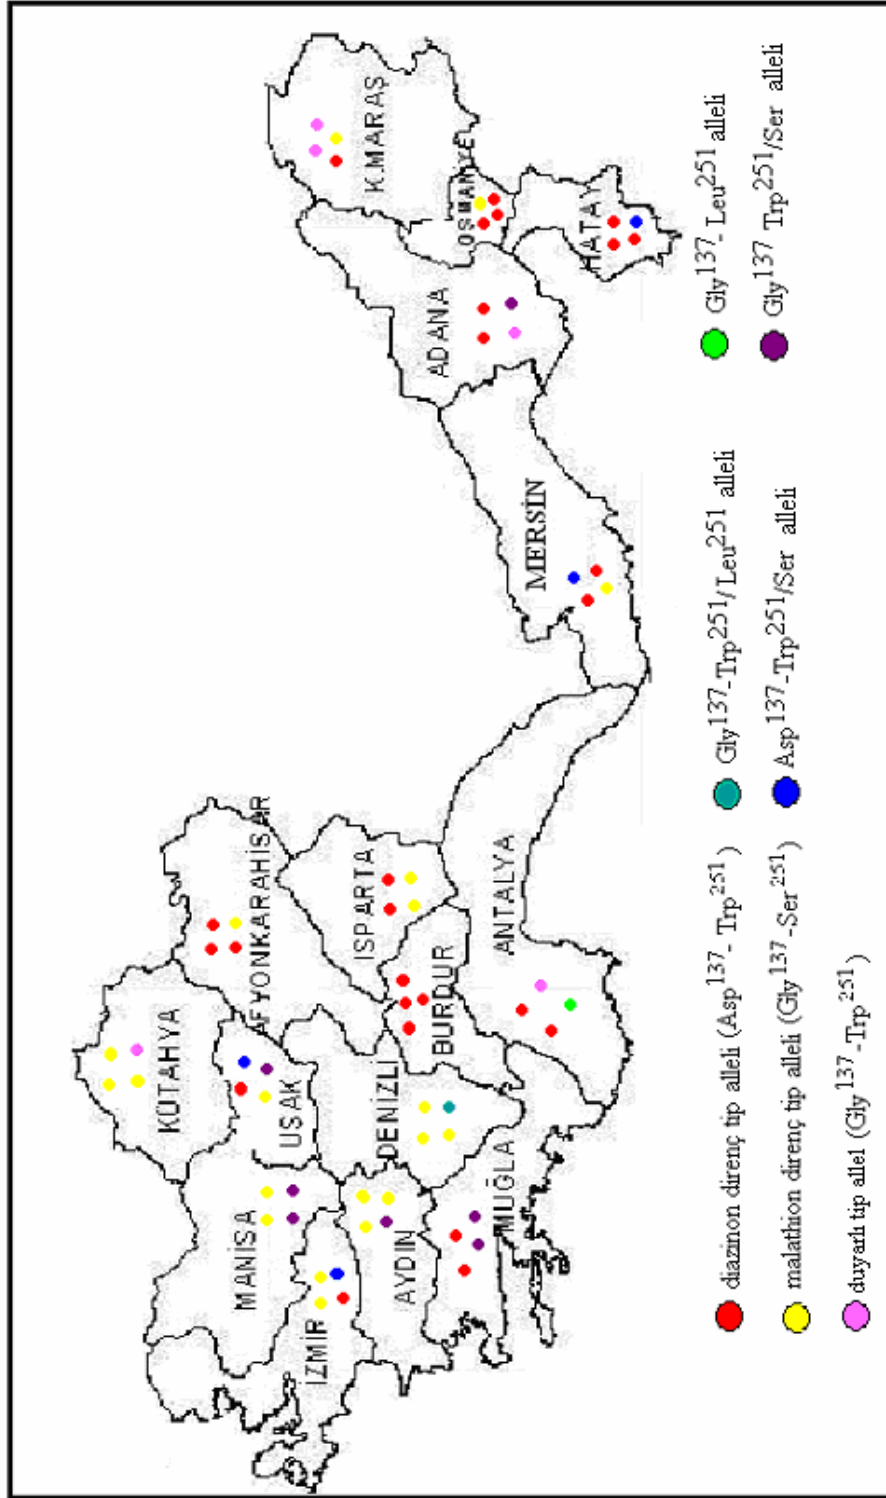 KÜTAHYA
AFYONKARAHİSAR
UŞAK
MANİSA
İZMİR
AYDIN
DENİZLİ
MUĞLA
ISPARTA
BURDUR
ANTALYA
MERSİN
ADANA
K.MARAŞ
OSMANİYE
HATAY
diazinon direnç tip alleli (Asp¹³⁷- Trp²⁵¹)
malathion direnç tip alleli (Gly¹³⁷-Ser²⁵¹)
duyarlı tip allel (Gly¹³⁷-Trp²⁵¹)
Gly¹³⁷-Trp²⁵¹/Leu²⁵¹ alleli
Asp¹³⁷-Trp²⁵¹/Ser alleli
Gly¹³⁷- Leu²⁵¹ alleli
Gly¹³⁷ Trp²⁵¹/Ser alleli